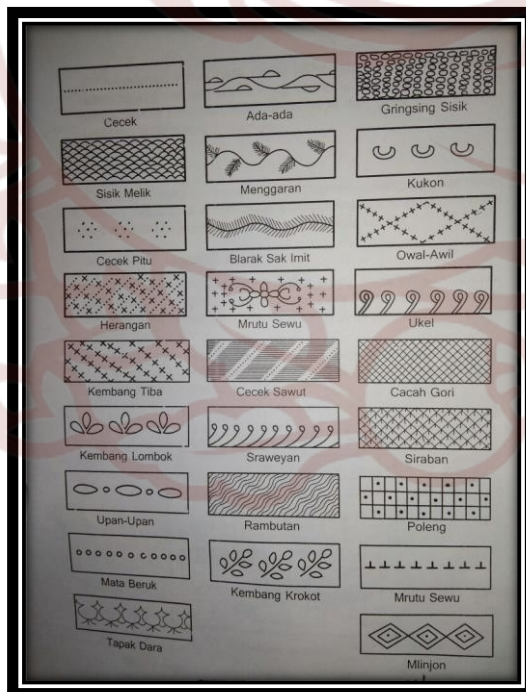 Cecek
Ada-ada
Gringsing Sisik
Sisik Melik
Menggaran
Kukon
Cecek Pitu
Blarak Sak Imit
Owal-Awil
Herangan
Mrutu Sewu
Ukel
Kembang Tiba
Cecek Sawut
Cacah Gori
Kembang Lombok
Sraweyan
Siraban
Upan-Upan
Rambutan
Poleng
Mata Beruk
Kembang Krokot
Mrutu Sewu
Tapak Dara
Mlinjon